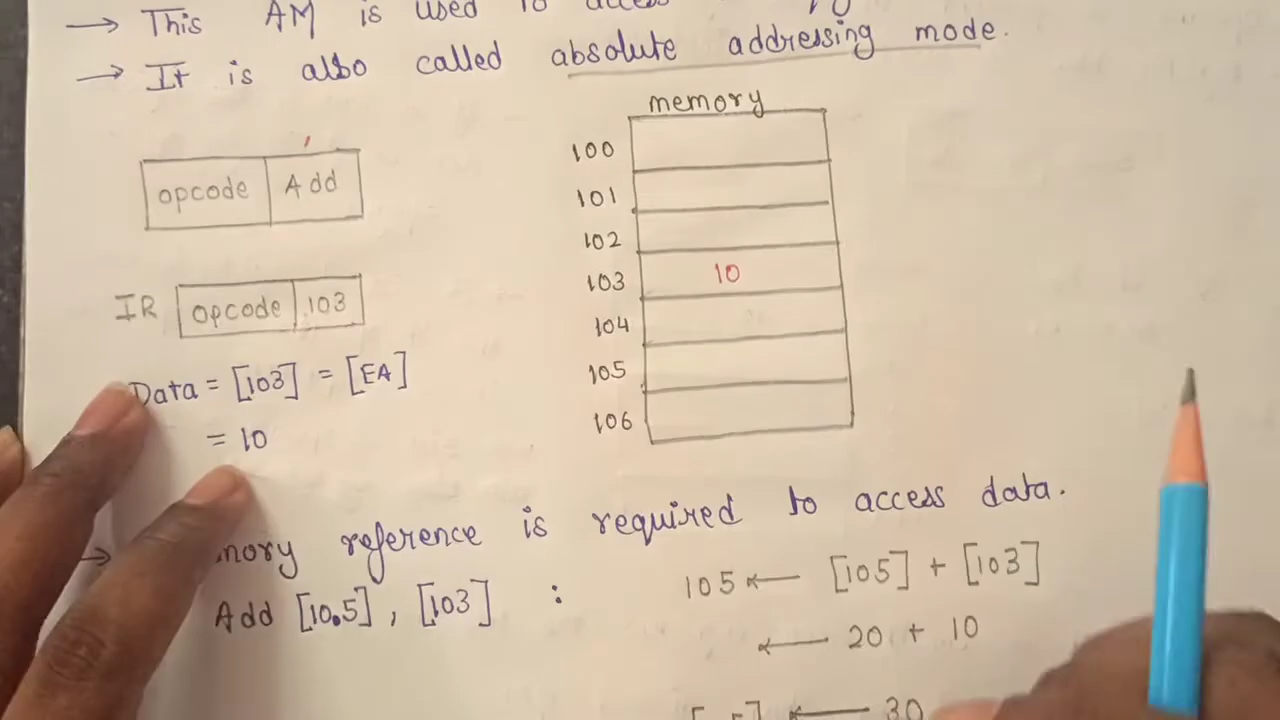 → This AM is used to access
→ It is also called absolute addressing mode.
memory
opcode Add
100
101
102
103 10
104
105
106
IR opcode 103
Data = [103] = [EA]
= 10
reference is required to access data.
Add [10.5], [103] : 105 ← [105] + [103]
← 20 + 10
← 30